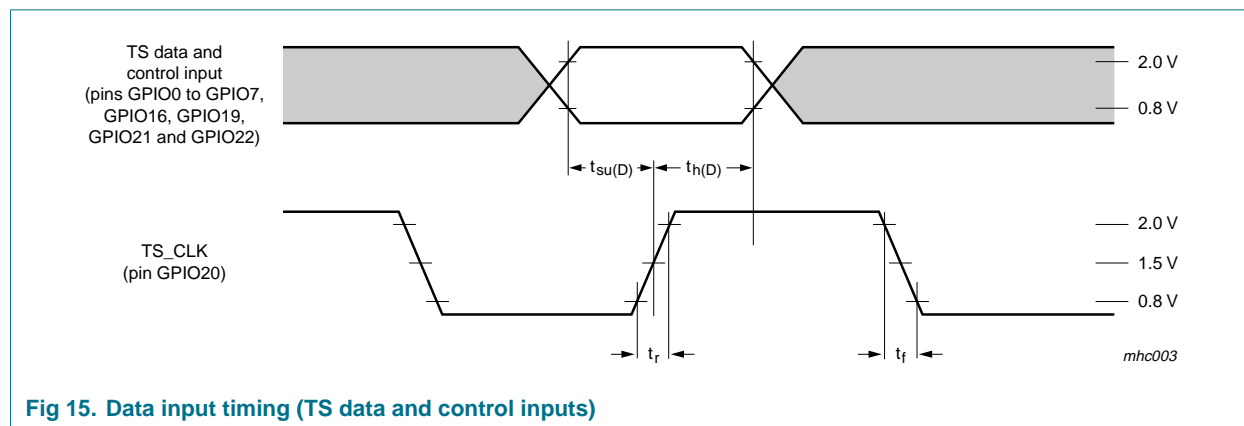 TS data and
control input
(pins GPIO0 to GPIO7,
GPIO16, GPIO19,
GPIO21 and GPIO22)
2.0 V
0.8 V
tsu(D)
th(D)
TS_CLK
(pin GPIO20)
2.0 V
1.5 V
0.8 V
tr
tf
mhc003
Fig 15. Data input timing (TS data and control inputs)